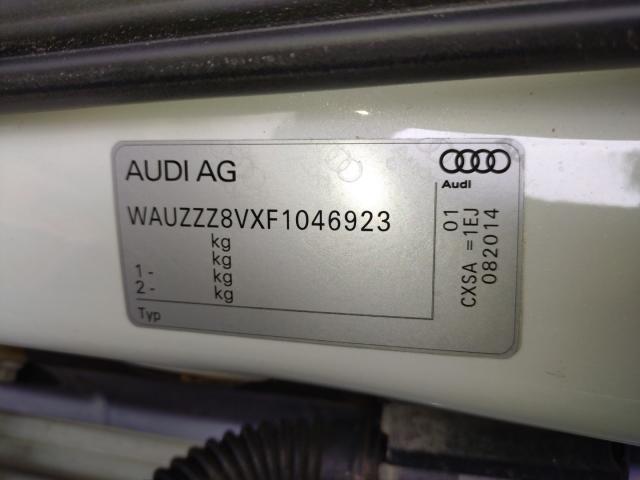 AUDI AG
Audi
WAUZZZ8VXF1046923
kg
kg
1 - kg
2 - kg
Typ
01
CXSA =1EJ
082014